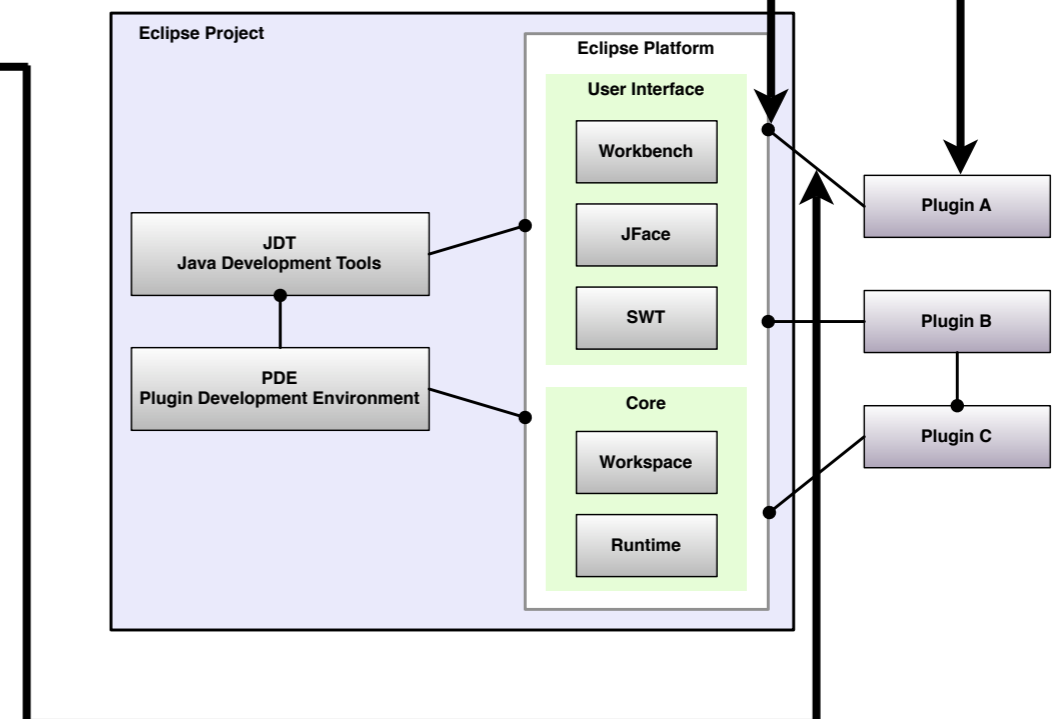 Eclipse Project
Eclipse Platform
User Interface
Workbench
JFace
SWT
Core
Workspace
Runtime
JDT
Java Development Tools
PDE
Plugin Development Environment
Plugin A
Plugin B
Plugin C